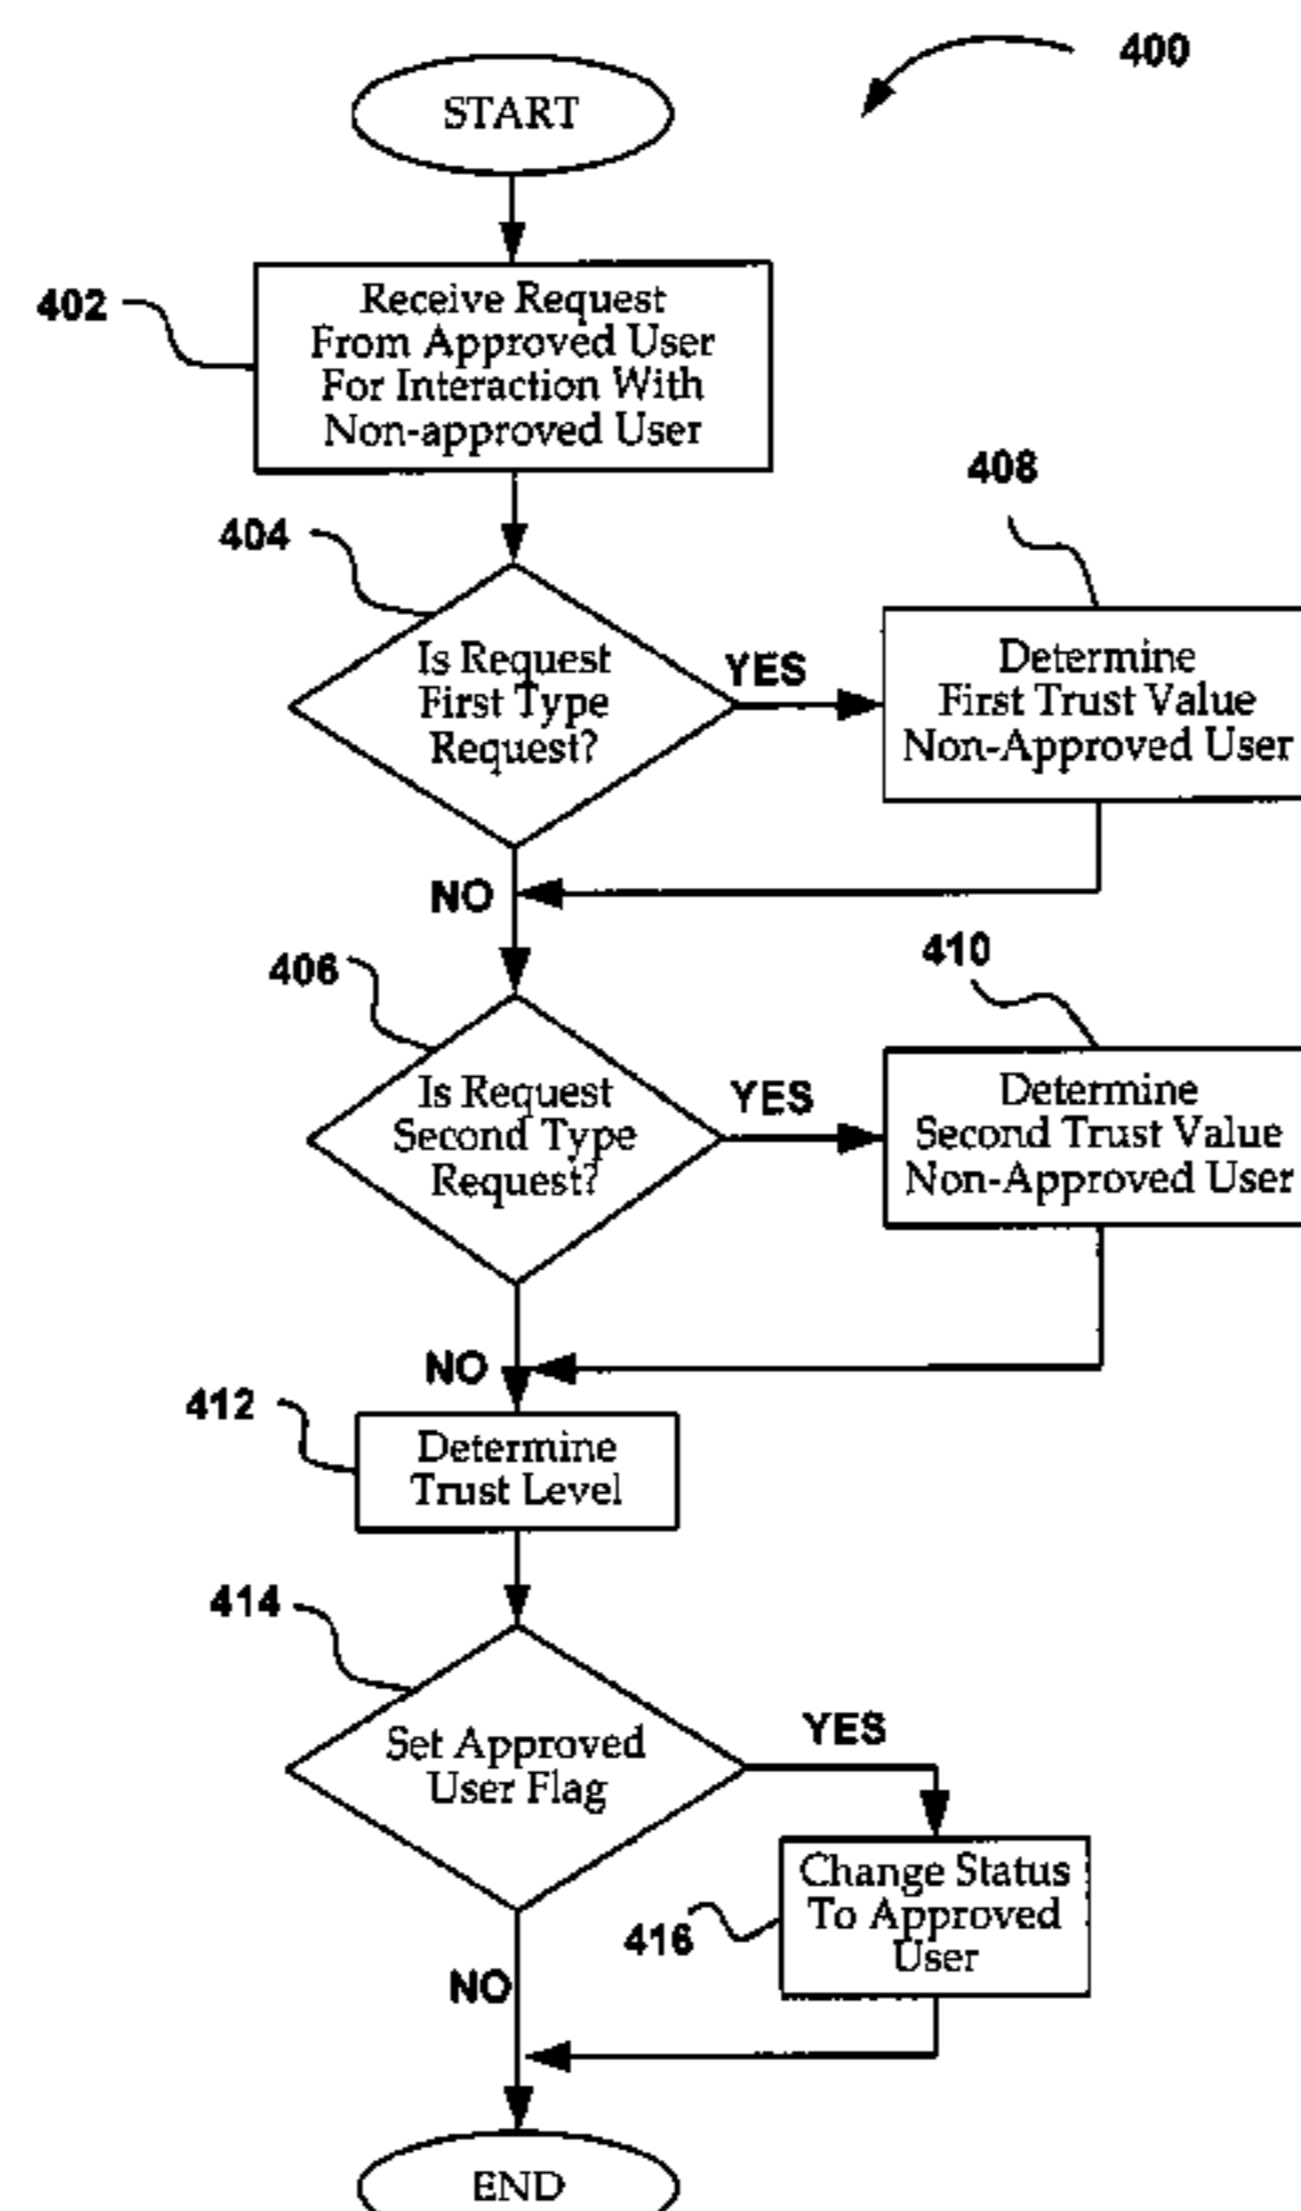 400
START
402
Receive Request
From Approved User
For Interaction With
Non-approved User
408
404
Is Request
First Type
Request?
YES
Determine
First Trust Value
Non-Approved User
NO
406
410
Is Request
Second Type
Request?
YES
Determine
Second Trust Value
Non-Approved User
NO
412
Determine
Trust Level
414
Set Approved
User Flag
YES
Change Status
To Approved
User
416
NO
END